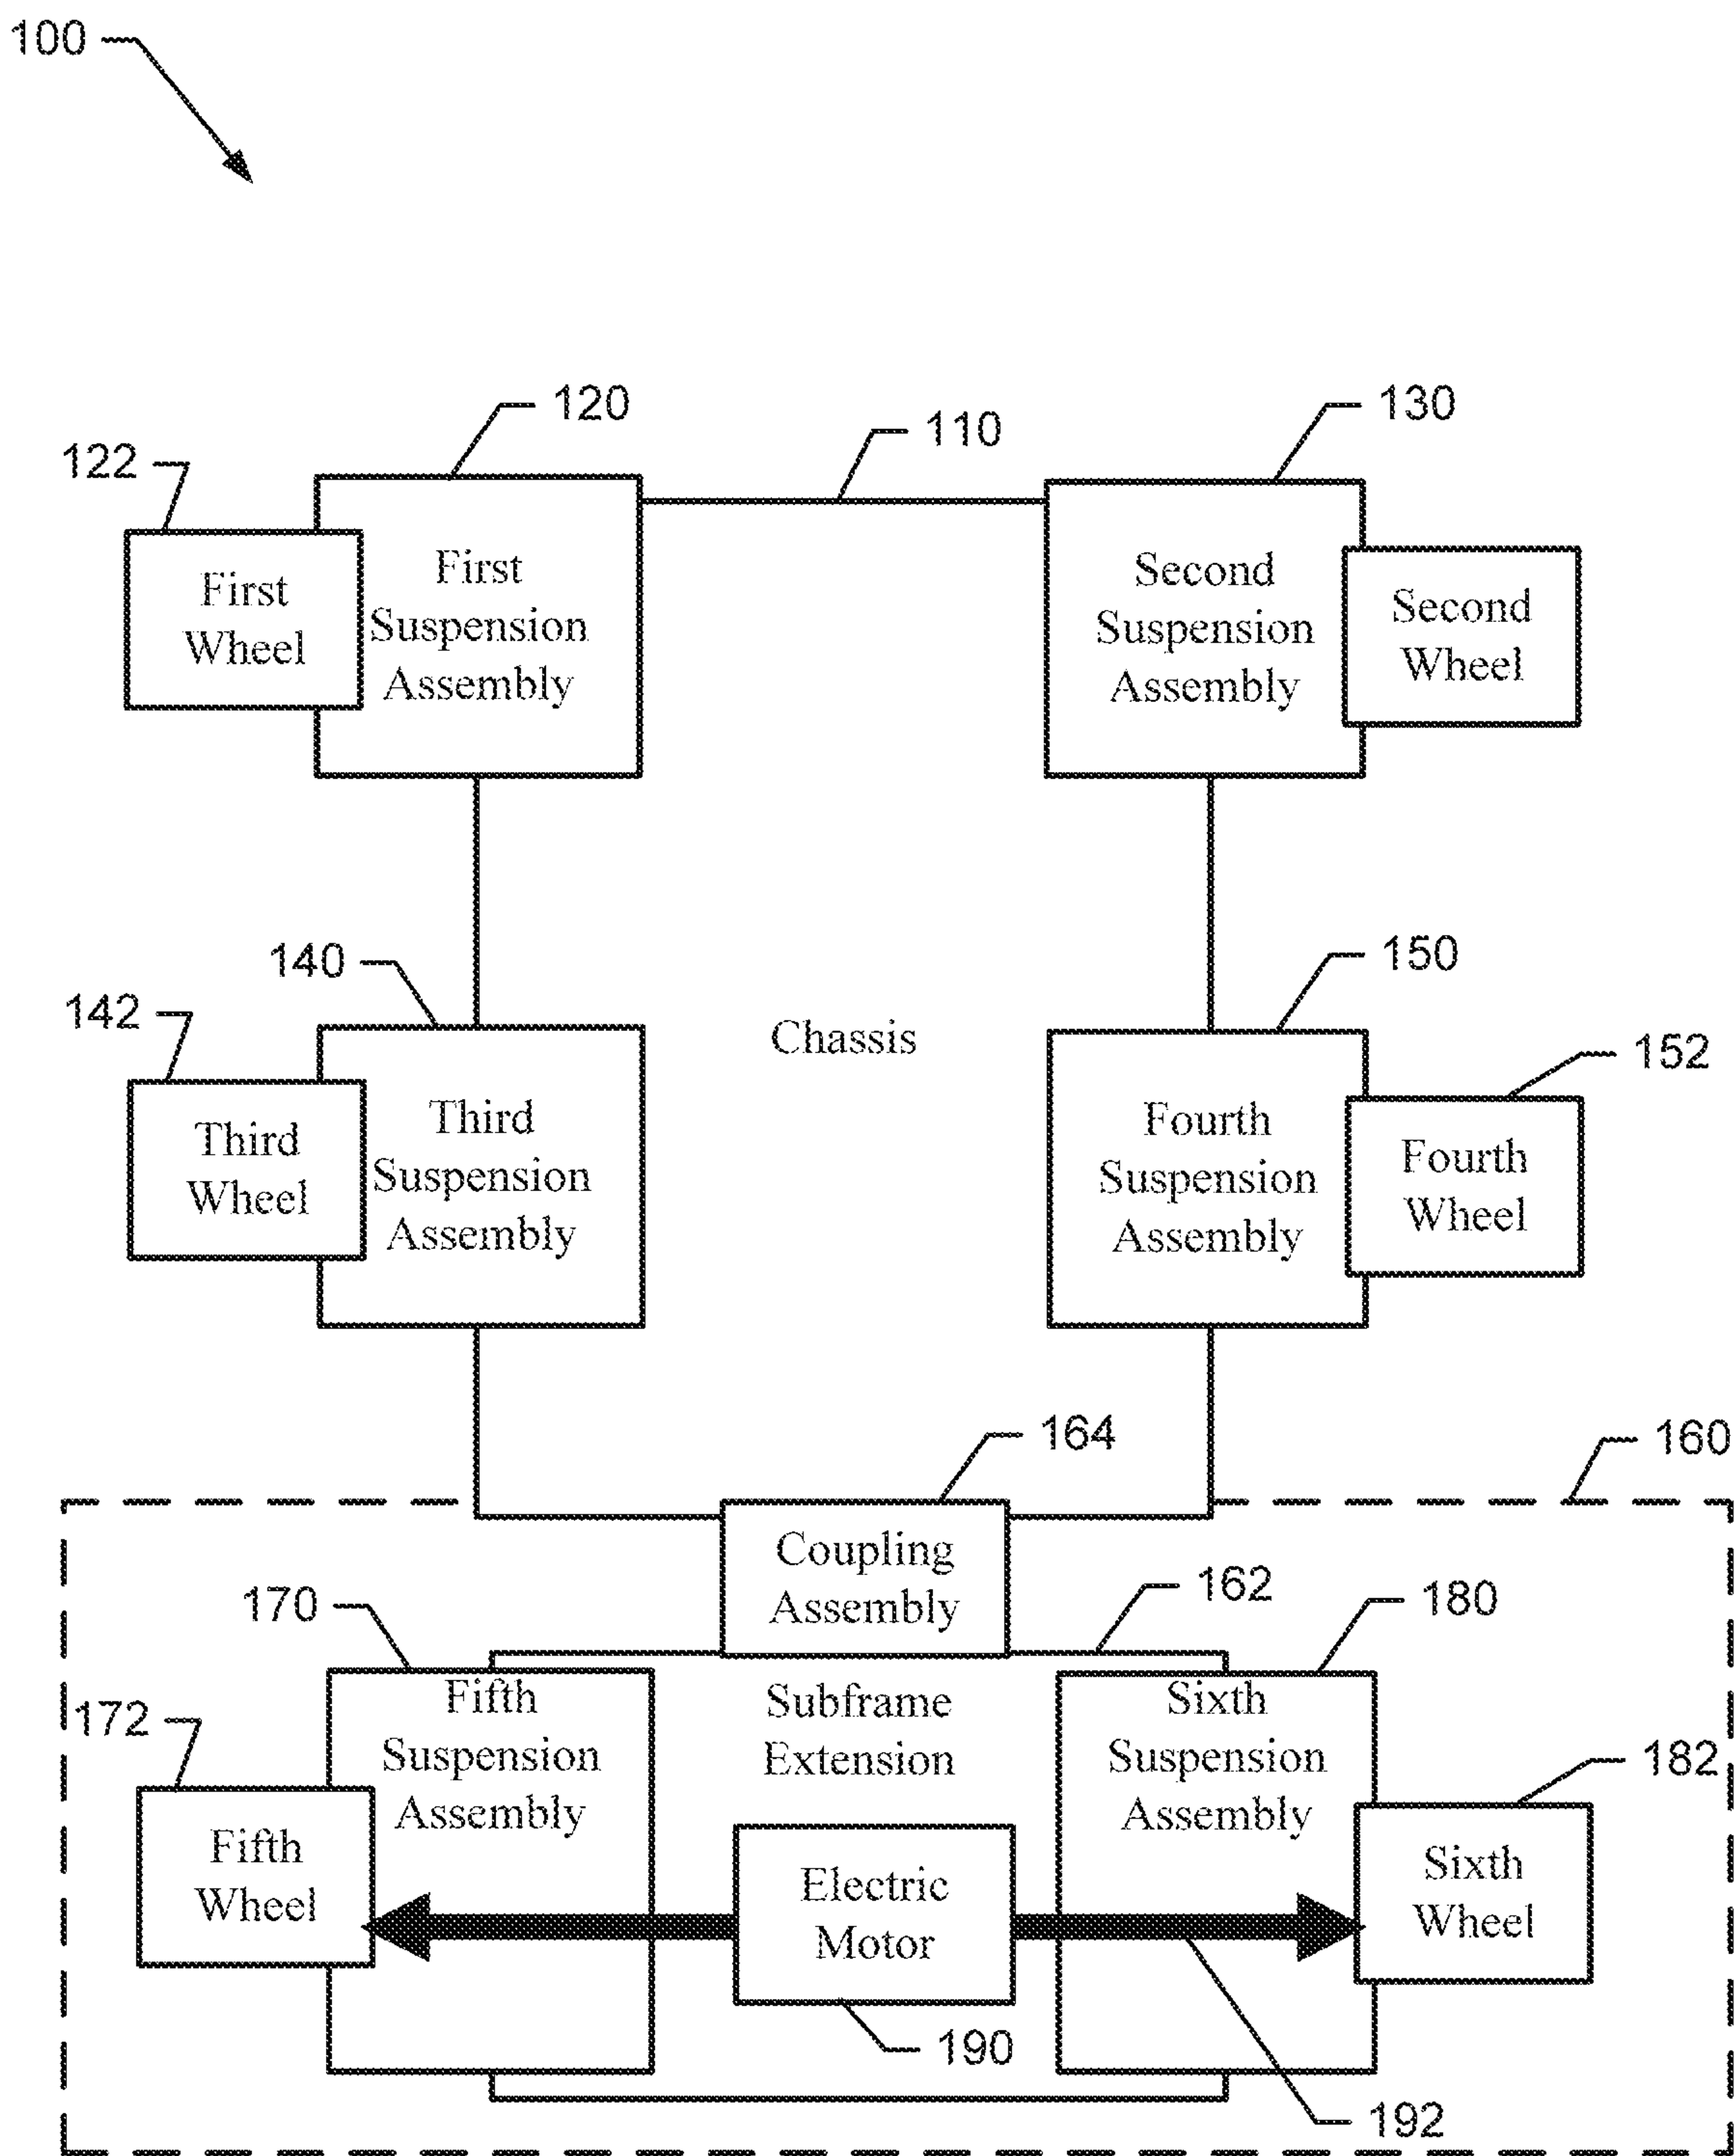 100
120
110
130
122
First
Suspension
Assembly
First
Wheel
Second
Suspension
Assembly
Second
Wheel
140
150
142
152
Chassis
Third
Suspension
Assembly
Third
Wheel
Fourth
Suspension
Assembly
Fourth
Wheel
164
160
Coupling
Assembly
162
170
180
172
182
Fifth
Suspension
Assembly
Subframe
Extension
Sixth
Suspension
Assembly
Fifth
Wheel
Electric
Motor
Sixth
Wheel
190
192